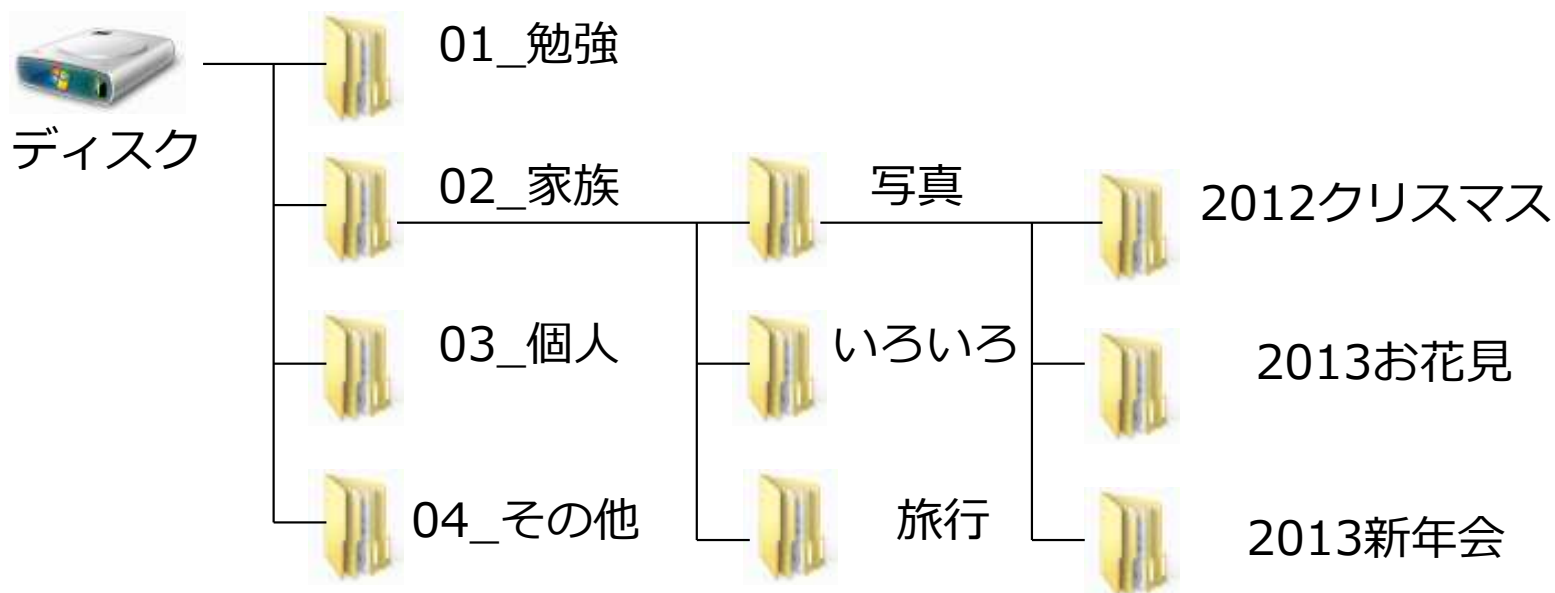 ディスク
01_勉強
02_家族
03_個人
04_その他
写真
いろいろ
旅行
2012クリスマス
2013お花見
2013新年会